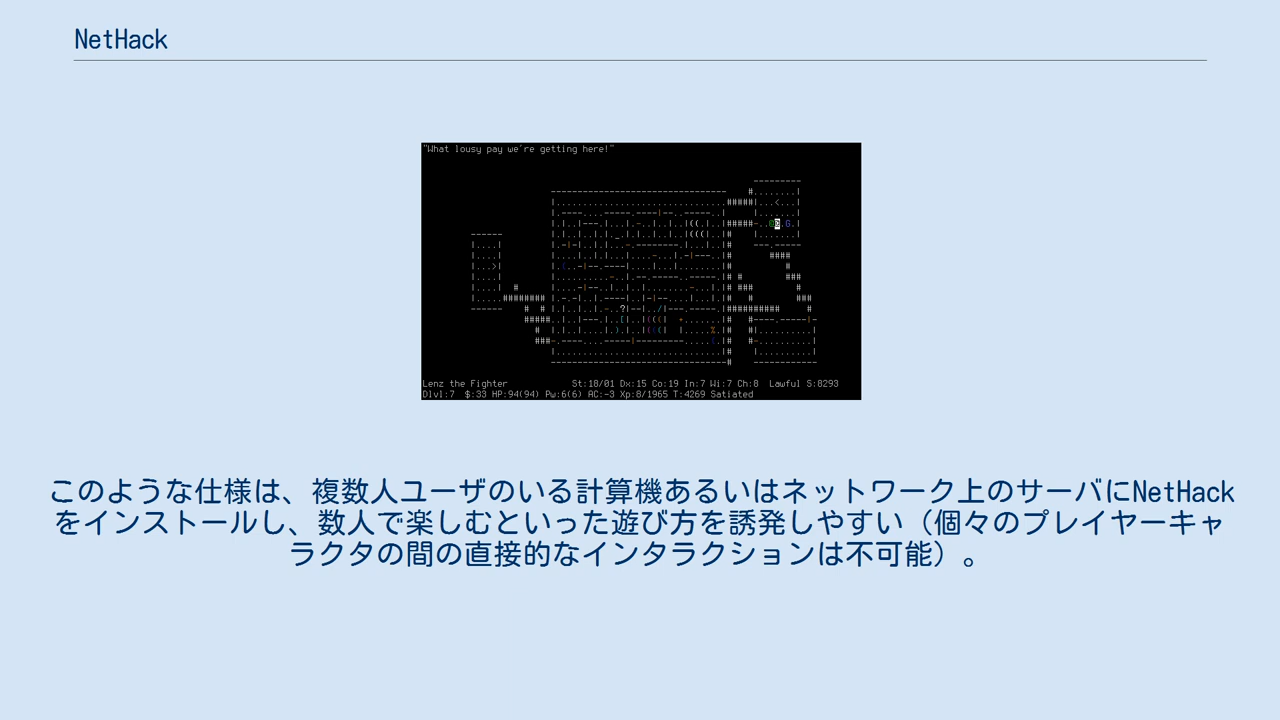 NetHack
"What lousy pay we're getting here!"
Lenz the Fighter St:18/01 Dx:15 Co:19 In:7 Wi:7 Ch:8 Lawful S:8293
Dlvl:7 $:33 HP:94(94) Pw:6(6) AC:-3 Xp:8/1965 T:4269 Satiated
このような仕様は、複数人ユーザのいる計算機あるいはネットワーク上のサーバにNetHack
をインストールし、数人で楽しむといった遊び方を誘発しやすい（個々のプレイヤーキャ
ラクタの間の直接的なインタラクションは不可能）。